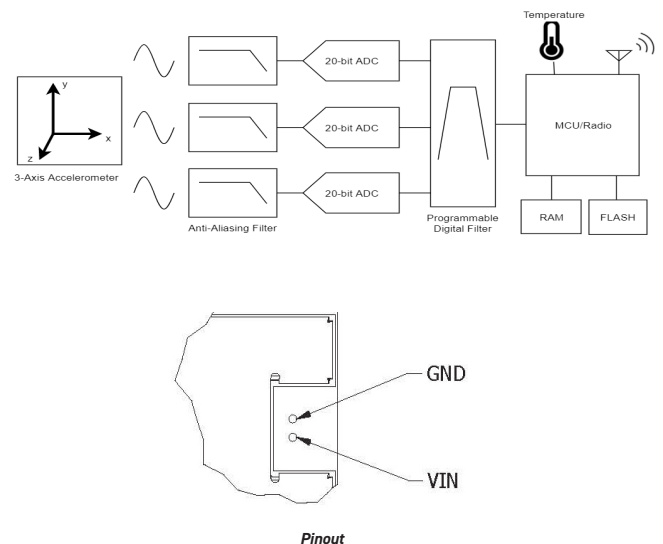 Temperature
20-bit ADC
y
x
z
3-Axis Accelerometer
20-bit ADC
MCU/Radio
20-bit ADC
RAM
FLASH
Anti-Aliasing Filter
Programmable
Digital Filter
GND
VIN
Pinout